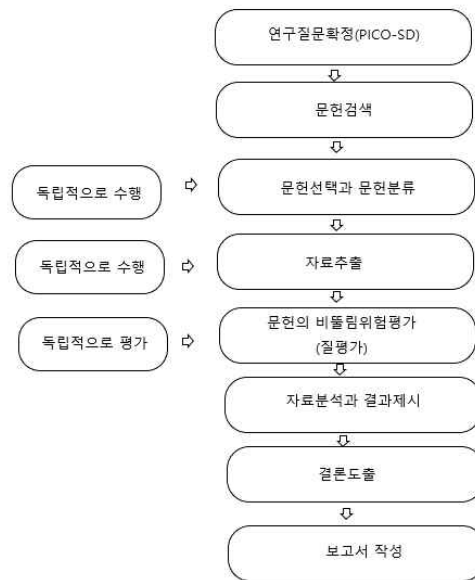 연구질문확정(PICO-SD)
문헌검색
독립적으로 수행
문헌선택과 문헌분류
독립적으로 수행
자료추출
독립적으로 평가
문헌의 비뚤림위험평가
(질평가)
자료분석과 결과제시
결론도출
보고서 작성